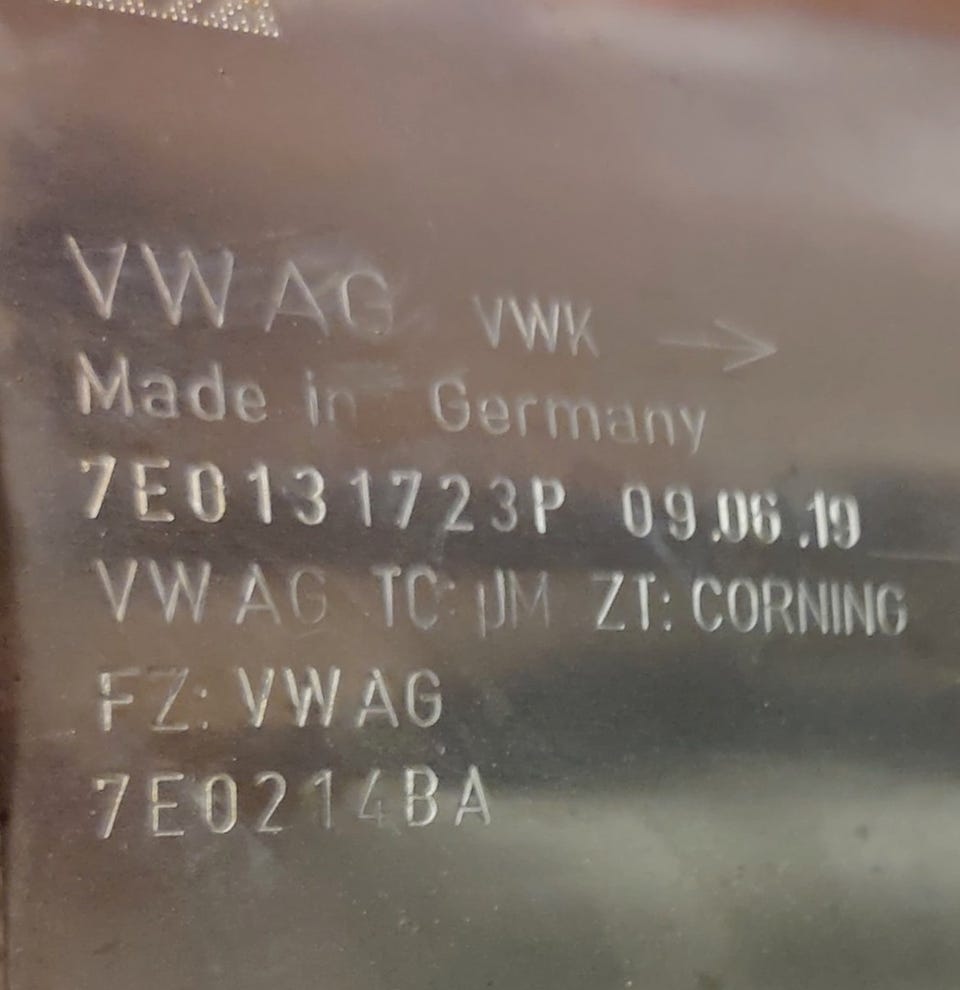 VW AG VWK →
Made in Germany
7E0131723P 09.06.19
VW AG TC: JM ZT: CORNING
FZ: VW AG
7E0214BA